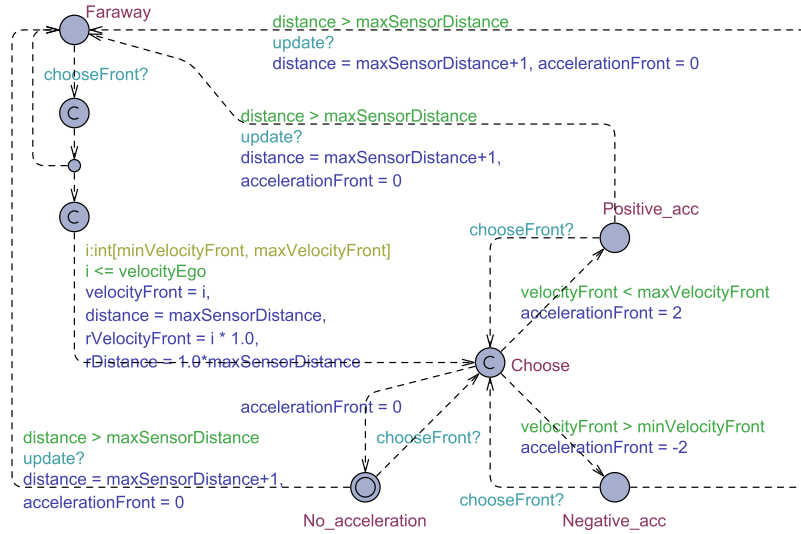 Faraway
distance > maxSensorDistance
update?
distance = maxSensorDistance+1, accelerationFront = 0
chooseFront?
C
distance > maxSensorDistance
update?
distance = maxSensorDistance+1,
accelerationFront = 0
C
Positive_acc
chooseFront?
i:int[minVelocityFront, maxVelocityFront]
i <= velocityEgo
velocityFront = i,
distance = maxSensorDistance,
rVelocityFront = i * 1.0,
rDistance = 1.0*maxSensorDistance
velocityFront < maxVelocityFront
accelerationFront = 2
C
Choose
accelerationFront = 0
chooseFront?
velocityFront > minVelocityFront
accelerationFront = -2
distance > maxSensorDistance
update?
distance = maxSensorDistance+1,
accelerationFront = 0
chooseFront?
No_acceleration
Negative_acc